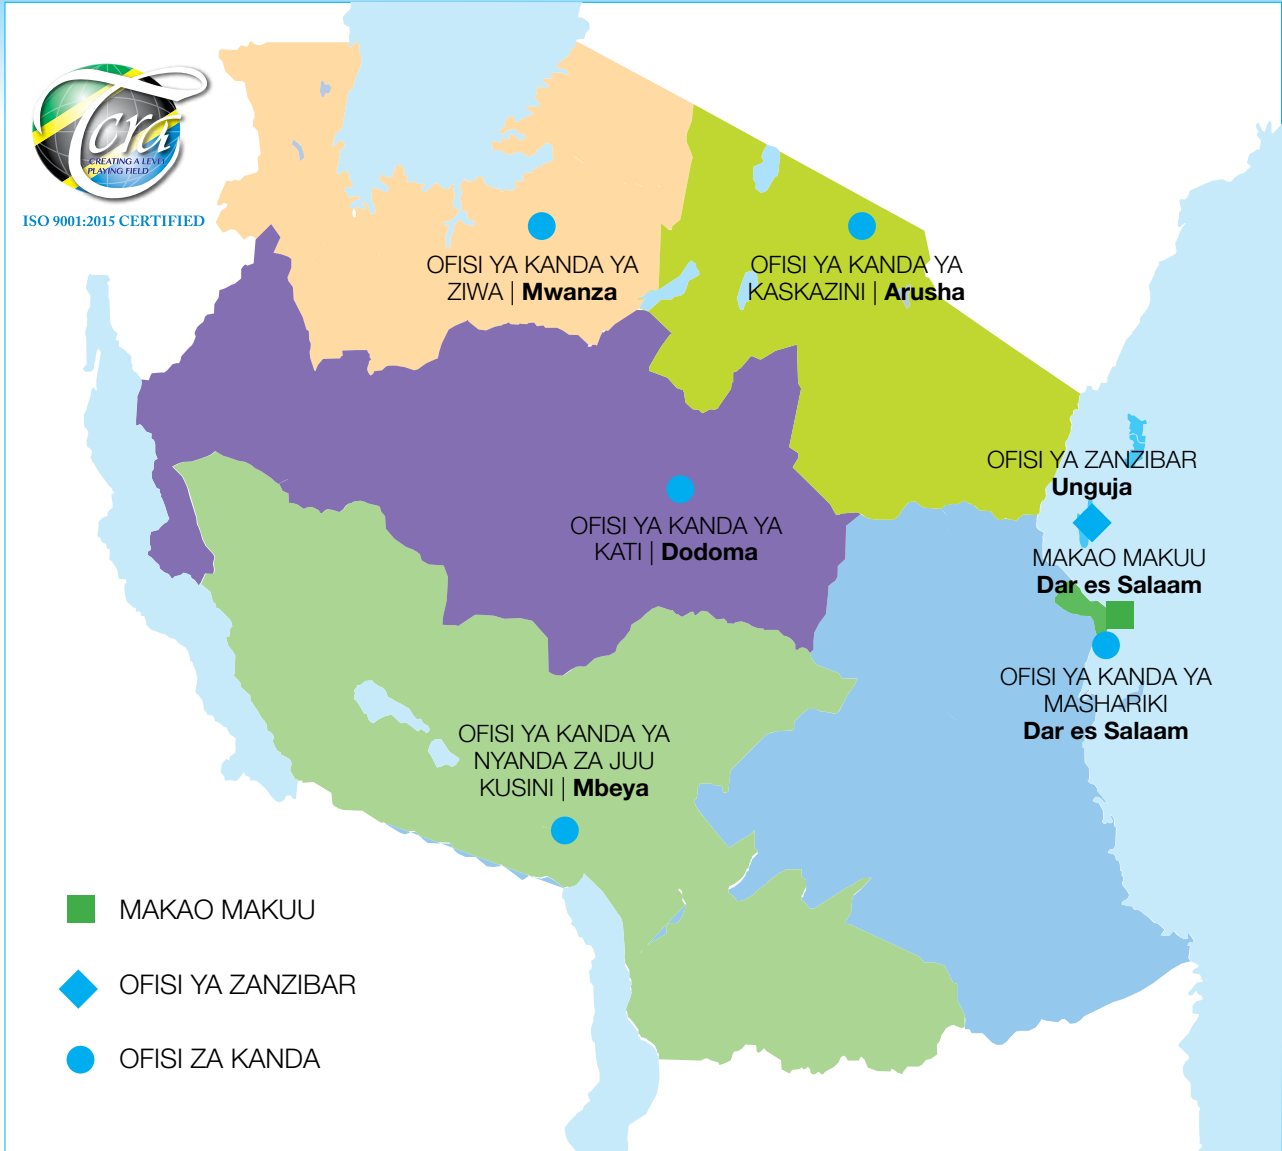 Tcra
CREATING A LEVEL
PLAYING FIELD
ISO 9001:2015 CERTIFIED
OFISI YA KANDA YA
ZIWA | Mwanza
OFISI YA KANDA YA
KASKAZINI | Arusha
OFISI YA ZANZIBAR
Unguja
OFISI YA KANDA YA
KATI | Dodoma
MAKAO MAKUU
Dar es Salaam
OFISI YA KANDA YA
MASHARIKI
Dar es Salaam
OFISI YA KANDA YA
NYANDA ZA JUU
KUSINI | Mbeya
MAKAO MAKUU
OFISI YA ZANZIBAR
OFISI ZA KANDA